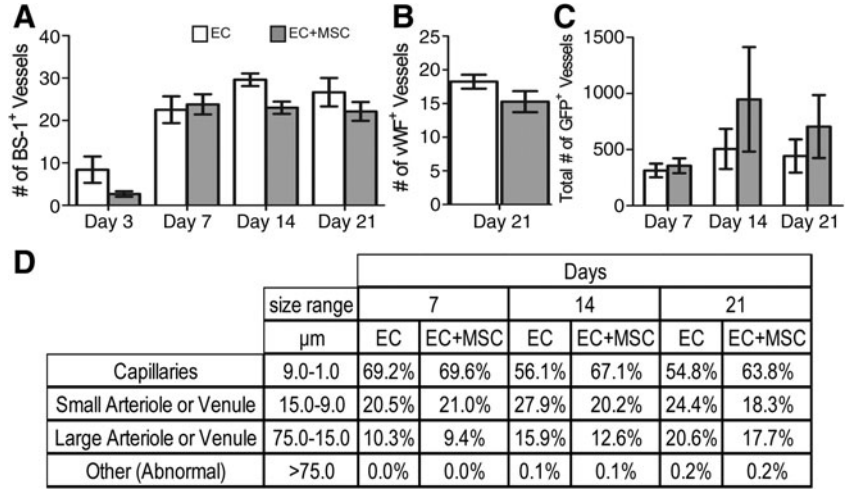 A
EC
EC+MSC
# of BS-1+ Vessels
40
30
20
10
0
Day 3
Day 7
Day 14
Day 21
B
# of vWF+ Vessels
25
20
15
10
5
0
Day 21
C
Total # of GFP+ Vessels
1500
1000
500
0
Day 7
Day 14
Day 21
D
Days
size range 7 14 21
µm EC EC+MSC EC EC+MSC EC EC+MSC
Capillaries 9.0-1.0 69.2% 69.6% 56.1% 67.1% 54.8% 63.8%
Small Arteriole or Venule 15.0-9.0 20.5% 21.0% 27.9% 20.2% 24.4% 18.3%
Large Arteriole or Venule 75.0-15.0 10.3% 9.4% 15.9% 12.6% 20.6% 17.7%
Other (Abnormal) >75.0 0.0% 0.0% 0.1% 0.1% 0.2% 0.2%